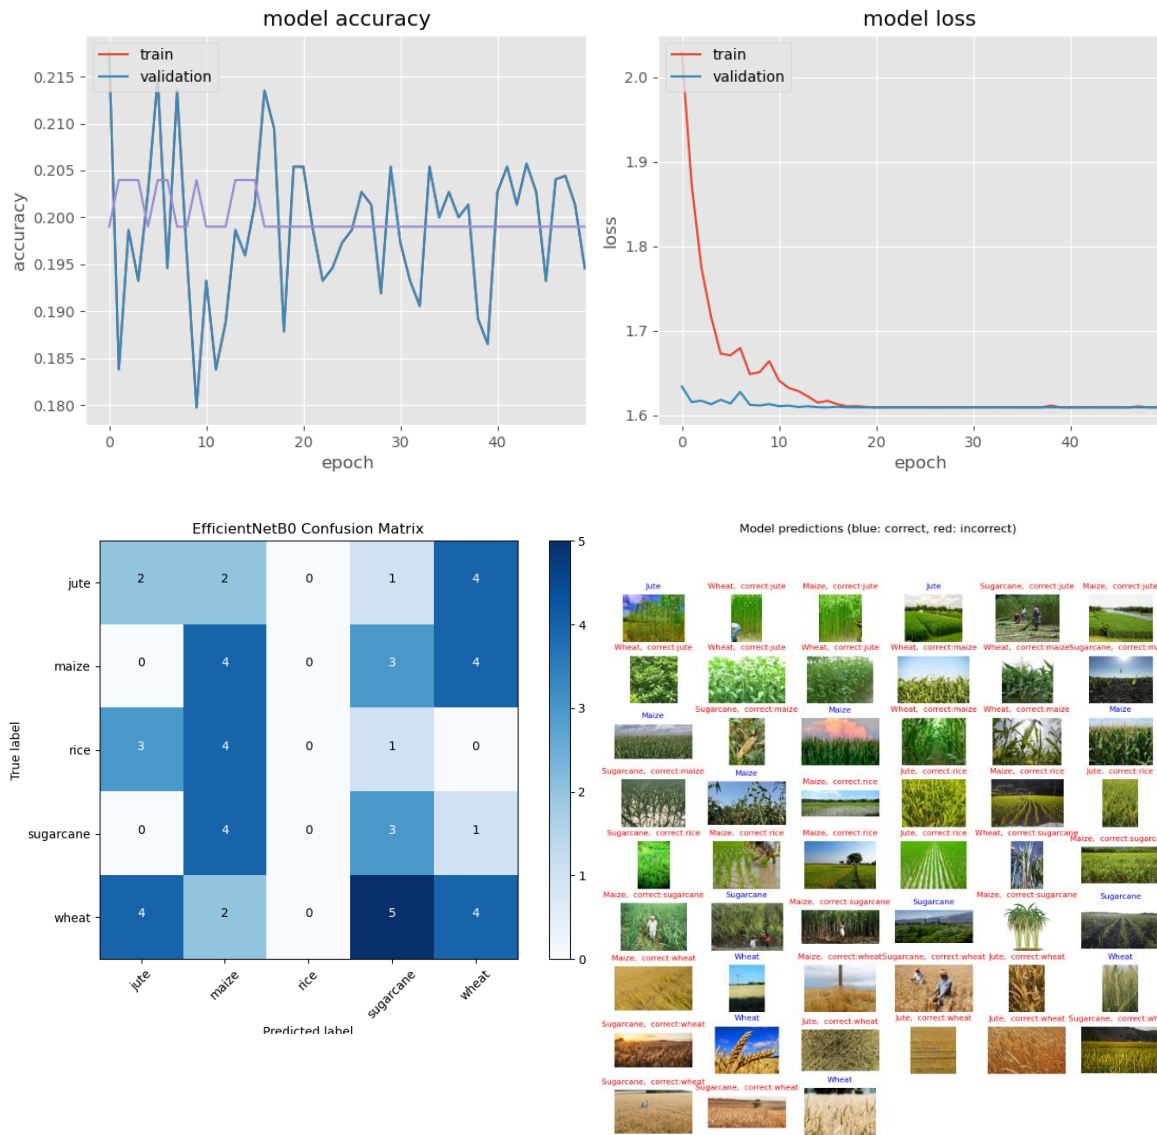 model accuracy
train
validation
0.215
0.210
0.205
0.200
0.195
0.190
0.185
0.180
accuracy
0
10
20
30
40
epoch
model loss
train
validation
2.0
1.9
1.8
1.7
1.6
loss
0
10
20
30
40
epoch
EfficientNetB0 Confusion Matrix
jute 2 2 0 1 4
maize 0 4 0 3 4
rice 3 4 0 1 0
sugarcane 0 4 0 3 1
wheat 4 2 0 5 4
True label
jute maize rice sugarcane wheat
Predicted label
5
4
3
2
1
0
Model predictions (blue: correct, red: incorrect)
Jute Wheat, correct:jute Maize, correct:jute Jute Sugarcane, correct:jute Maize, correct:jute
Wheat, correct:jute Wheat, correct:jute Wheat, correct:jute Wheat, correct:maize Wheat, correct:maize Sugarcane, correct:ma
Maize Sugarcane, correct:maize Maize Wheat, correct:maize Wheat, correct:maize Maize
Sugarcane, correct:maize Maize Maize, correct:rice Jute, correct:rice Maize, correct:rice Jute, correct:rice
Sugarcane, correct:rice Maize, correct:rice Maize, correct:rice Jute, correct:rice Wheat, correct:sugarcane Maize, correct:sugarc
Maize, correct:sugarcane Sugarcane Maize, correct:sugarcane Sugarcane Maize, correct:sugarcane Sugarcane
Maize, correct:wheat Wheat Maize, correct:wheat Sugarcane, correct:wheat Jute, correct:wheat Wheat
Sugarcane, correct:wheat Wheat Jute, correct:wheat Jute, correct:wheat Jute, correct:wheat Sugarcane, correct:wh
Sugarcane, correct:wheat Sugarcane, correct:wheat Wheat